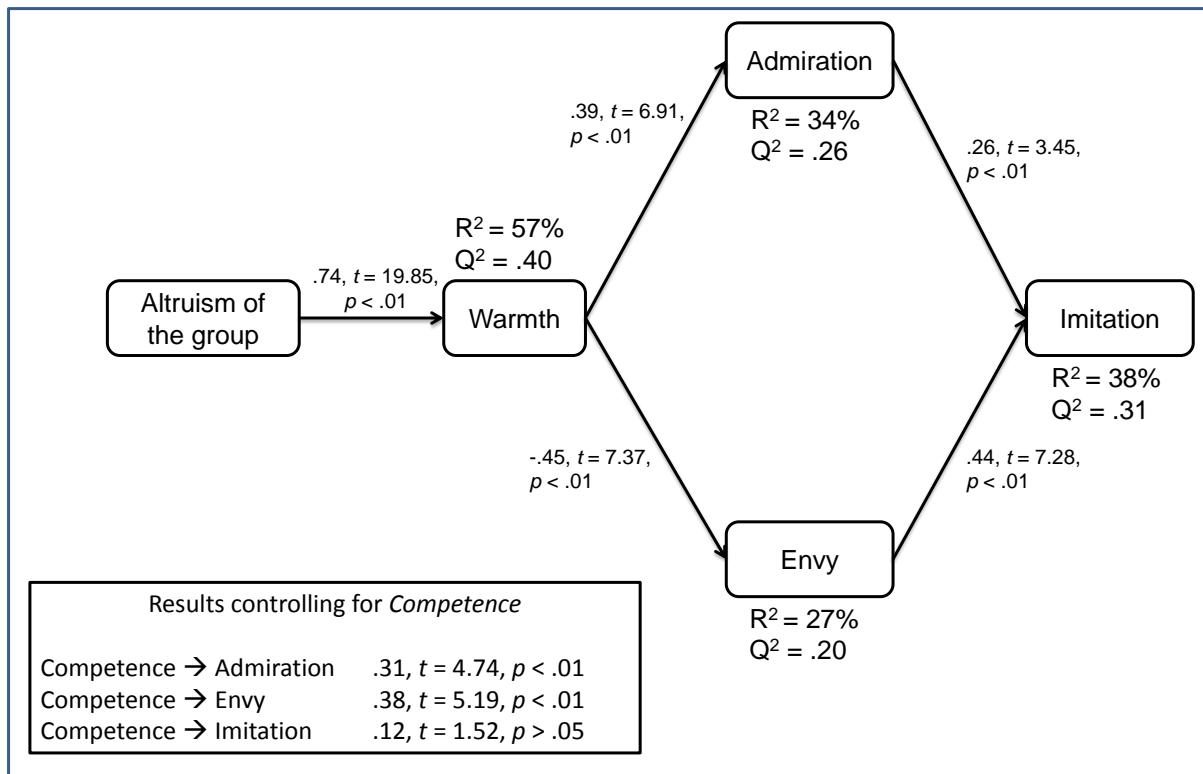 Admiration
R² = 34%
Q² = .26
.39, t = 6.91,
p < .01
.26, t = 3.45,
p < .01
R² = 57%
Q² = .40
.74, t = 19.85,
p < .01
Altruism of
the group
Warmth
Imitation
R² = 38%
Q² = .31
-.45, t = 7.37,
p < .01
.44, t = 7.28,
p < .01
Envy
R² = 27%
Q² = .20
Results controlling for Competence
Competence → Admiration .31, t = 4.74, p < .01
Competence → Envy .38, t = 5.19, p < .01
Competence → Imitation .12, t = 1.52, p > .05